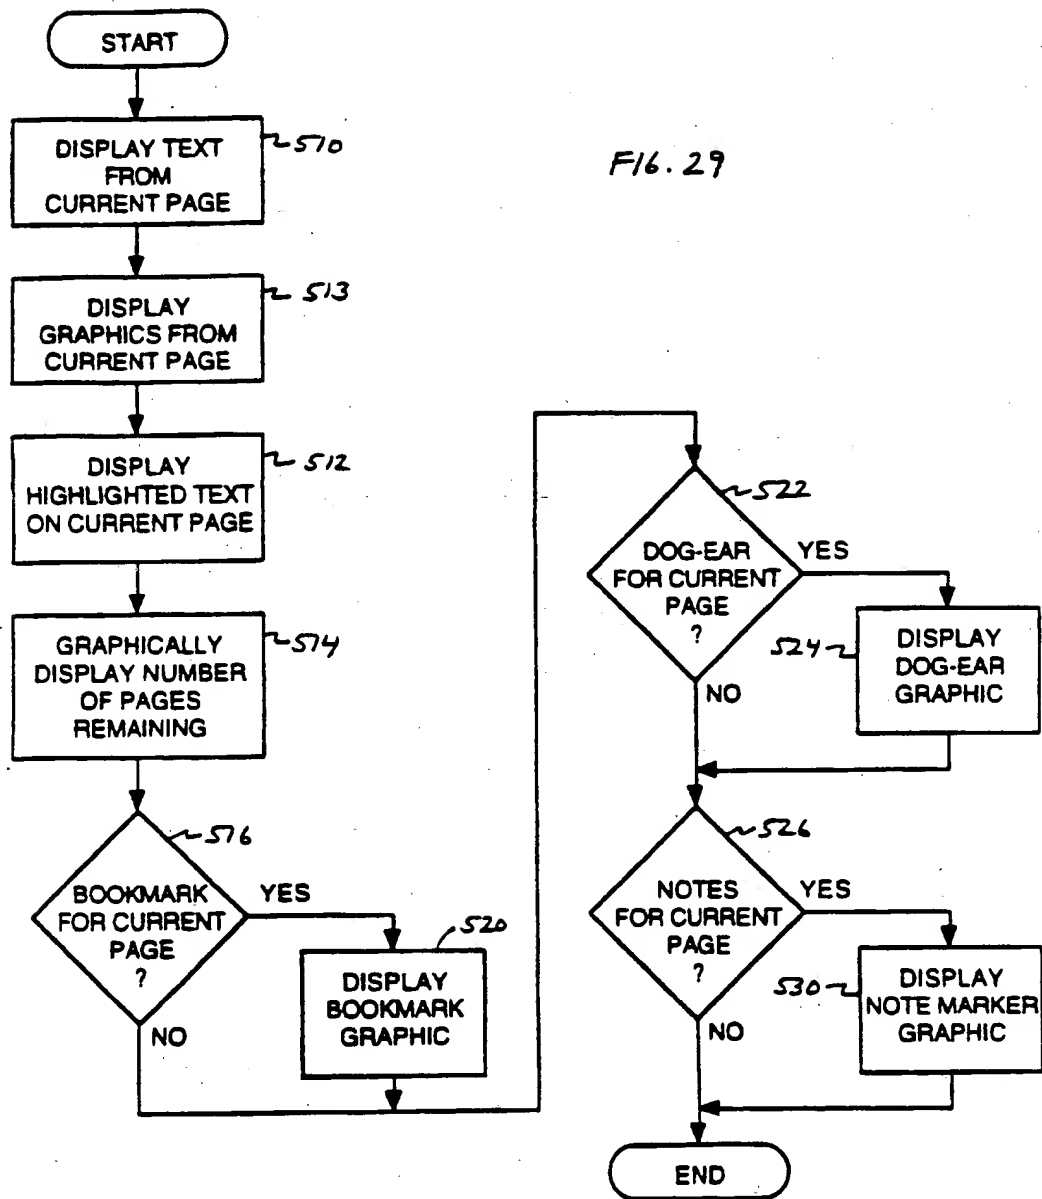 START
DISPLAY TEXT
FROM
CURRENT PAGE
510
FIG. 29
DISPLAY
GRAPHICS FROM
CURRENT PAGE
513
DISPLAY
HIGHLIGHTED TEXT
ON CURRENT PAGE
512
GRAPHICALLY
DISPLAY NUMBER
OF PAGES
REMAINING
514
516
BOOKMARK
FOR CURRENT
PAGE
?
YES
NO
520
DISPLAY
BOOKMARK
GRAPHIC
522
DOG-EAR
FOR CURRENT
PAGE
?
YES
NO
524
DISPLAY
DOG-EAR
GRAPHIC
526
NOTES
FOR CURRENT
PAGE
?
YES
NO
530
DISPLAY
NOTE MARKER
GRAPHIC
END